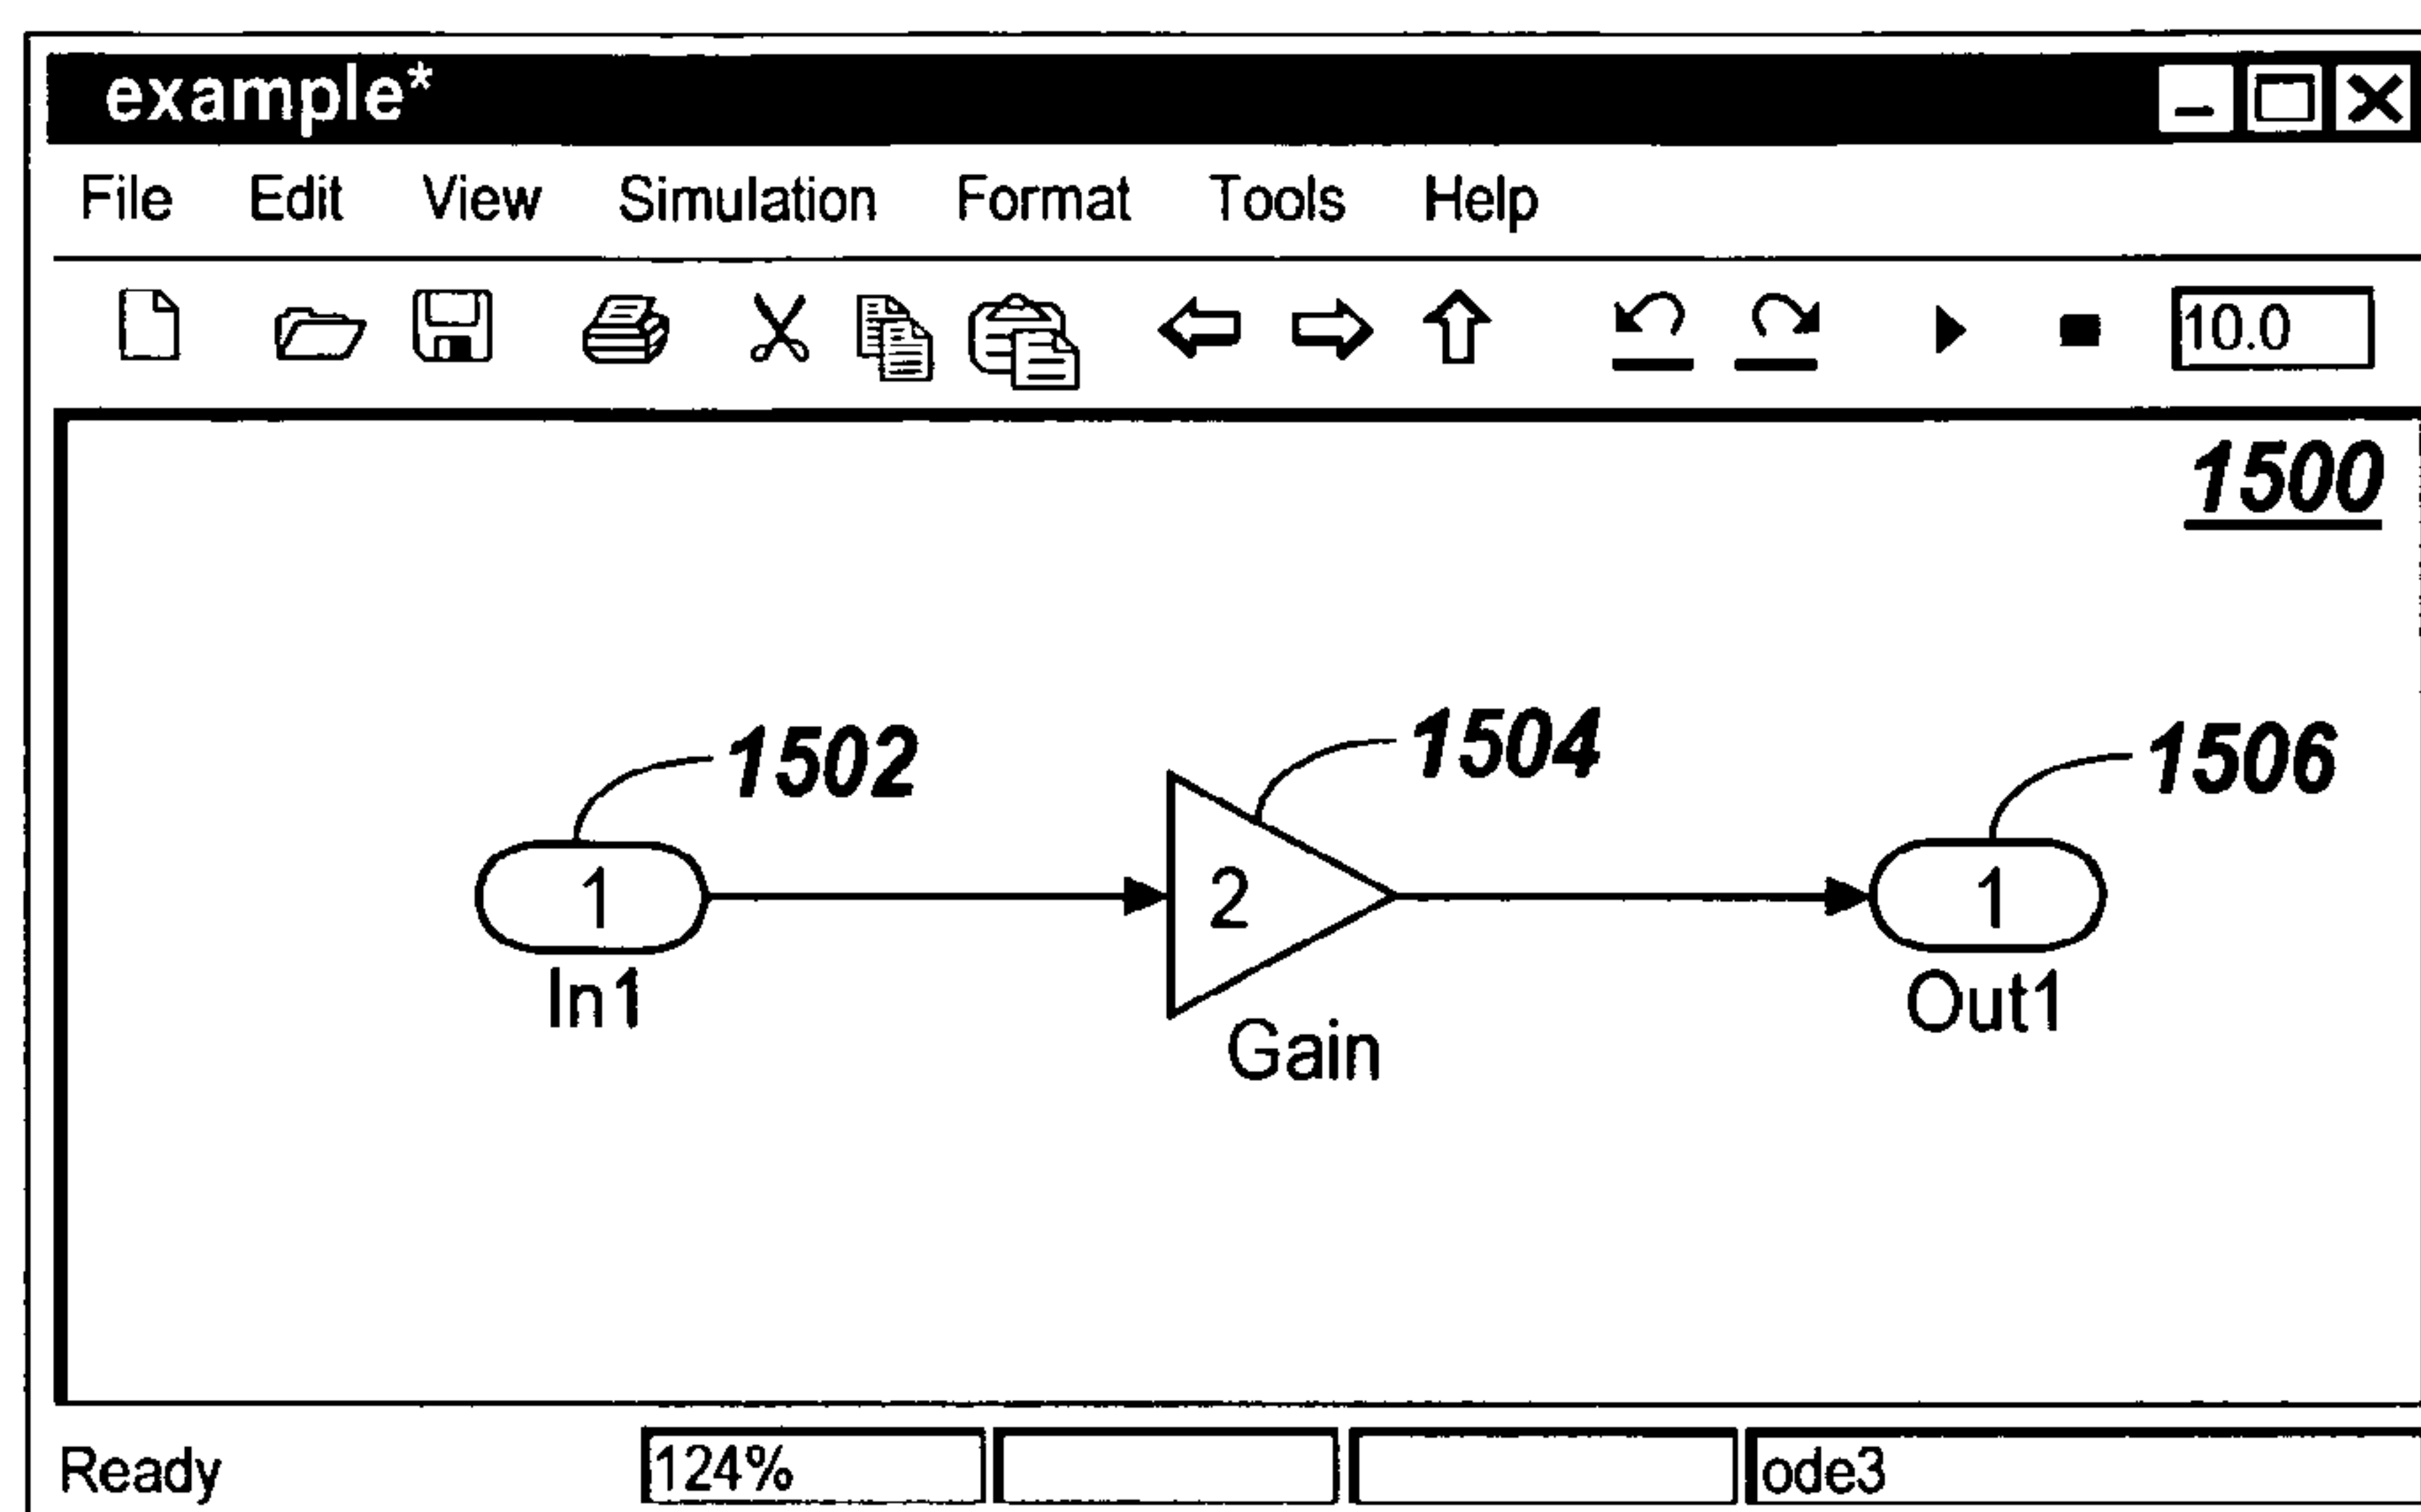 example*
File Edit View Simulation Format Tools Help
10.0
1500
1502 1504 1506
1 2 1
In1 Gain Out1
Ready 124% ode3